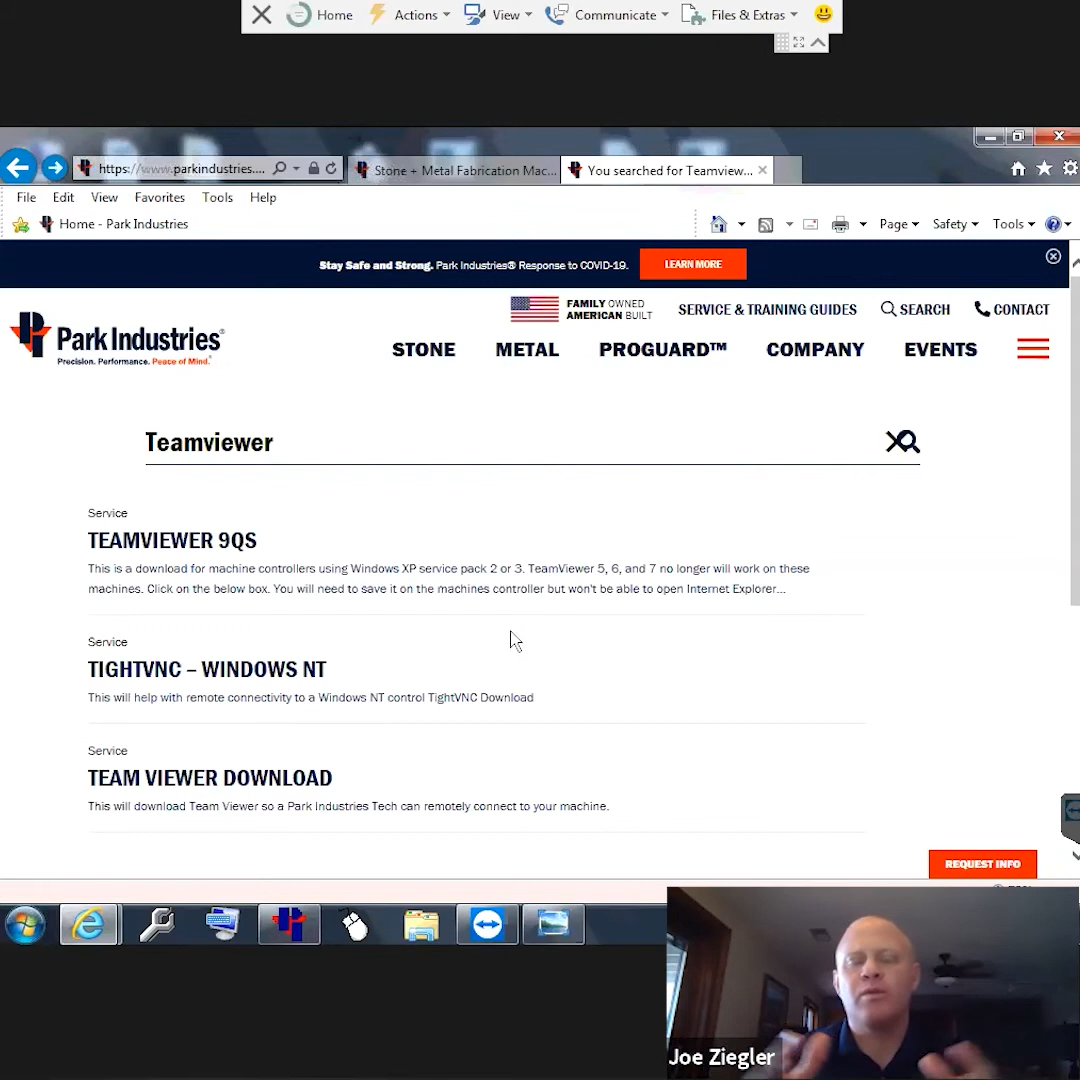 Home Actions View Communicate Files & Extras
https://www.parkindustries.... Stone + Metal Fabrication Mac... You searched for Teamview...
File Edit View Favorites Tools Help
Home - Park Industries Page Safety Tools
Stay Safe and Strong. Park Industries® Response to COVID-19. LEARN MORE
FAMILY OWNED
AMERICAN BUILT
SERVICE & TRAINING GUIDES SEARCH CONTACT
Park Industries®
Precision. Performance. Peace of Mind.®
STONE METAL PROGUARD™ COMPANY EVENTS
Teamviewer
Service
TEAMVIEWER 9QS
This is a download for machine controllers using Windows XP service pack 2 or 3. TeamViewer 5, 6, and 7 no longer will work on these
machines. Click on the below box. You will need to save it on the machines controller but won't be able to open Internet Explorer...
Service
TIGHTVNC – WINDOWS NT
This will help with remote connectivity to a Windows NT control TightVNC Download
Service
TEAM VIEWER DOWNLOAD
This will download Team Viewer so a Park Industries Tech can remotely connect to your machine.
REQUEST INFO
Joe Ziegler